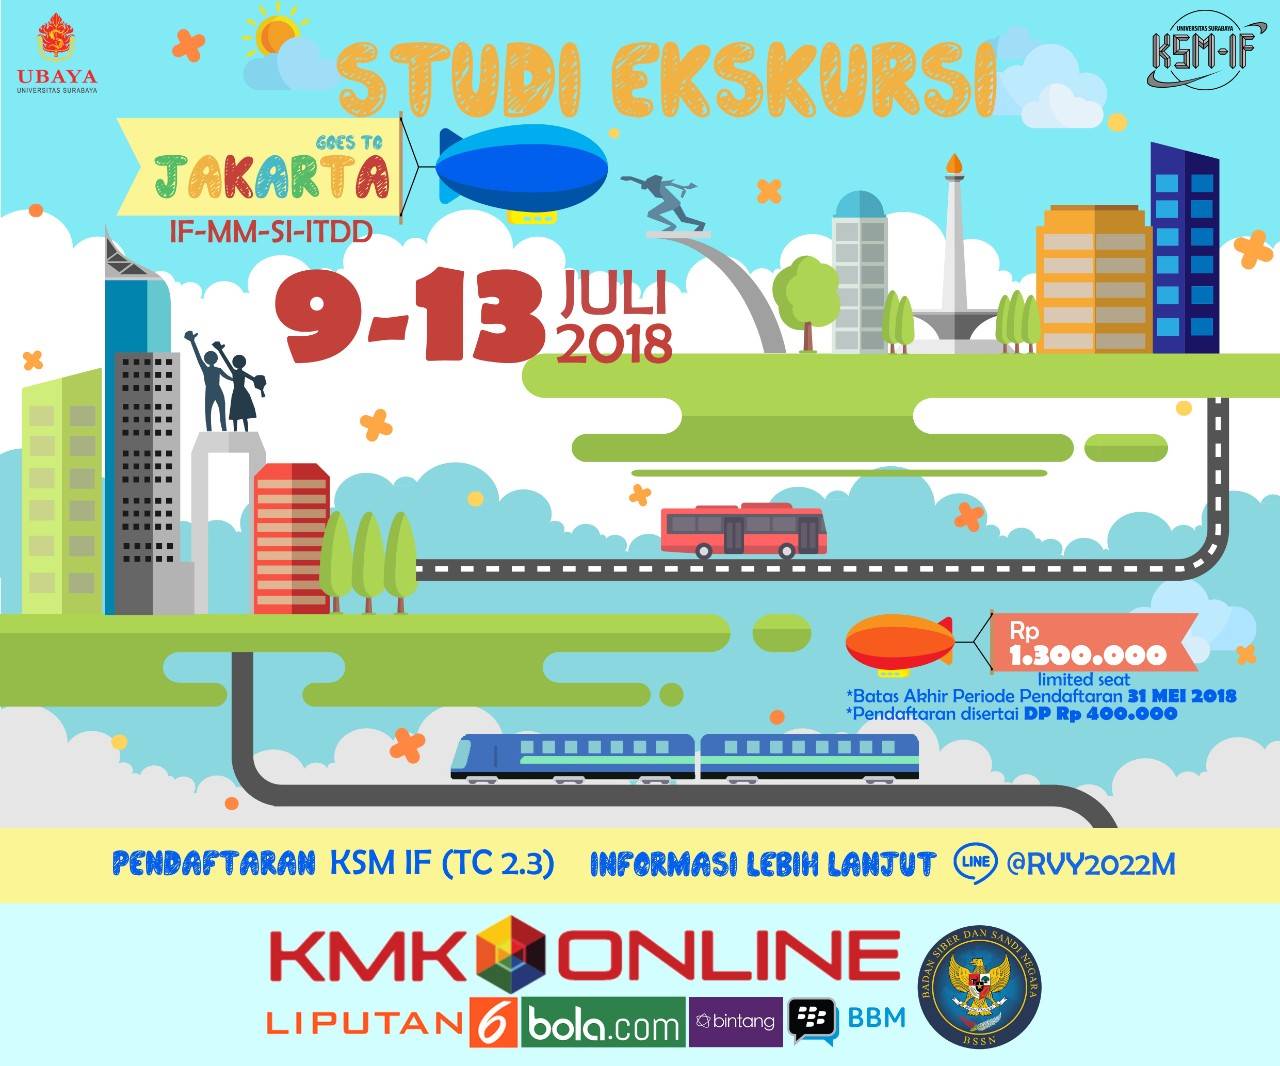 UBAYA
UNIVERSITAS SURABAYA
STUDI EKSKURSI
UNIVERSITAS SURABAYA
KSM-IF
GOES TO
JAKARTA
IF-MM-SI-ITDD
9-13 JULI
2018
Rp
1.300.000
limited seat
*Batas Akhir Periode Pendaftaran 31 MEI 2018
*Pendaftaran disertai DP Rp 400.000
PENDAFTARAN KSM IF (TC 2.3) INFORMASI LEBIH LANJUT LINE @RVY2022M
KMK ONLINE
LIPUTAN 6 bola.com bintang BBM
BADAN SIBER DAN SANDI NEGARA
BSSN